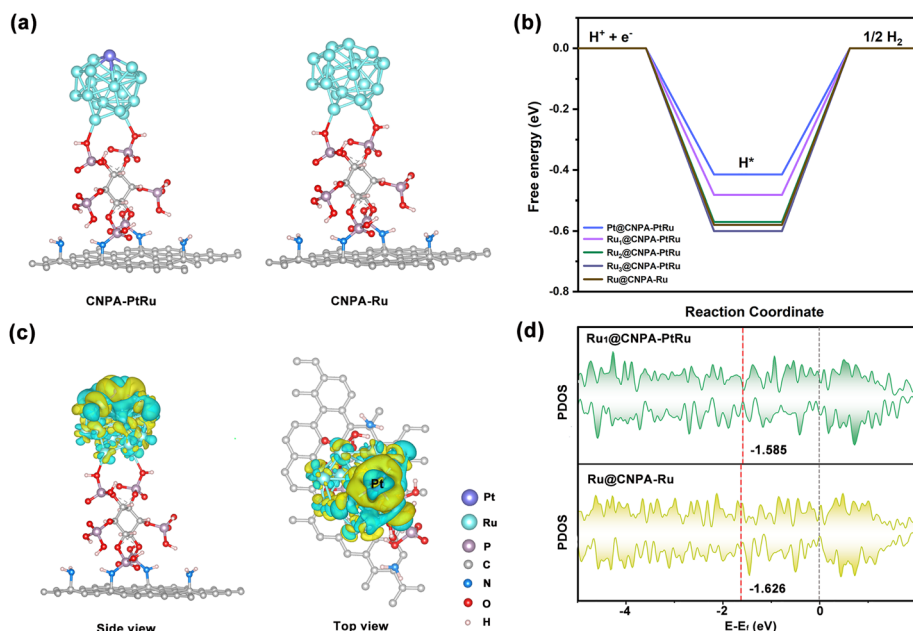 (a)
CNPA-PtRu
CNPA-Ru
(b)
H⁺ + e⁻
1/2 H₂
H*
Free energy (eV)
0.0
-0.2
-0.4
-0.6
-0.8
Pt@CNPA-PtRu
Ru₁@CNPA-PtRu
Ru₂@CNPA-PtRu
Ru₃@CNPA-PtRu
Ru@CNPA-Ru
Reaction Coordinate
(c)
Side view
Pt
Top view
Pt
Ru
P
C
N
O
H
(d)
Ru₁@CNPA-PtRu
PDOS
-1.585
Ru@CNPA-Ru
PDOS
-1.626
-4
-2
0
E-Ef (eV)